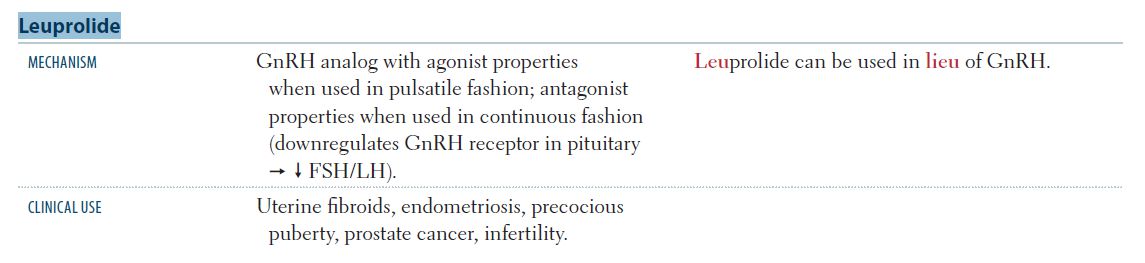 Leuprolide
MECHANISM
GnRH analog with agonist properties
when used in pulsatile fashion; antagonist
properties when used in continuous fashion
(downregulates GnRH receptor in pituitary
→ ↓ FSH/LH).
Leuprolide can be used in lieu of GnRH.
CLINICAL USE
Uterine fibroids, endometriosis, precocious
puberty, prostate cancer, infertility.